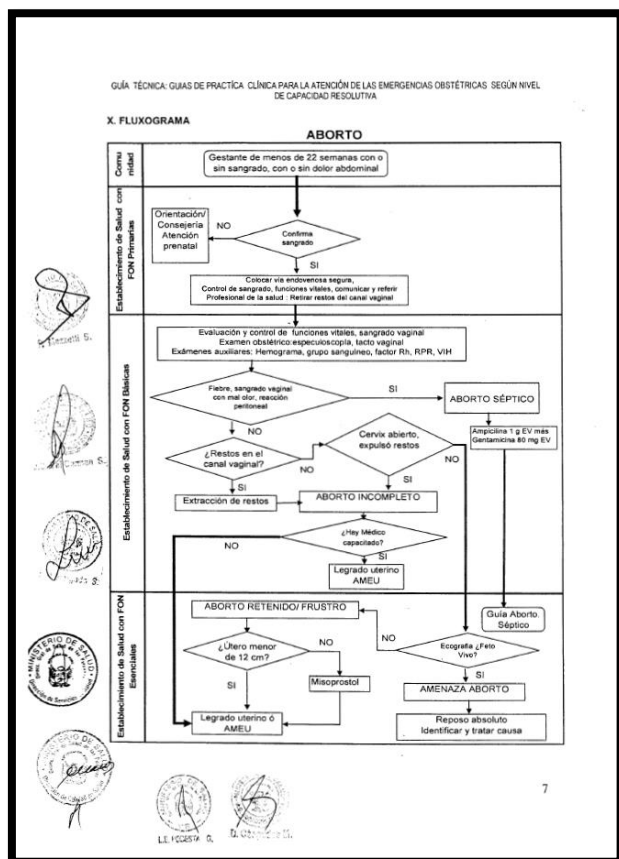 GUÍA TÉCNICA: GUIAS DE PRACTÍCA CLÍNICA PARA LA ATENCIÓN DE LAS EMERGENCIAS OBSTÉTRICAS SEGÚN NIVEL
DE CAPACIDAD RESOLUTIVA
X. FLUXOGRAMA
ABORTO
Comu
nidad
Gestante de menos de 22 semanas con o
sin sangrado, con o sin dolor abdominal
Establecimiento de Salud con
FON Primarias
Orientación/
Consejería
Atención
prenatal
NO
Confirma
sangrado
SI
Colocar vía endovenosa segura,
Control de sangrado, funciones vitales, comunicar y referir
Profesional de la salud : Retirar restos del canal vaginal
Establecimiento de Salud con FON Básicas
Evaluación y control de funciones vitales, sangrado vaginal
Examen obstétrico:especuloscopía, tacto vaginal
Exámenes auxiliares: Hemograma, grupo sanguíneo, factor Rh, RPR, VIH
Fiebre, sangrado vaginal
con mal olor, reacción
peritoneal
SI
ABORTO SÉPTICO
Ampicilina 1 g EV más
Gentamicina 80 mg EV
NO
¿Restos en el
canal vaginal?
NO
Cervix abierto,
expulsó restos
NO
SI
SI
Extracción de restos
ABORTO INCOMPLETO
¿Hay Médico
capacitado?
NO
SI
Legrado uterino
AMEU
Establecimiento de Salud con FON
Esenciales
ABORTO RETENIDO/ FRUSTRO
Guía Aborto.
Séptico
¿Útero menor
de 12 cm?
NO
Misoprostol
NO
Ecografía ¿Feto
Vivo?
SI
SI
AMENAZA ABORTO
Legrado uterino ó
AMEU
Reposo absoluto
Identificar y tratar causa
MINISTERIO DE SALUD
7